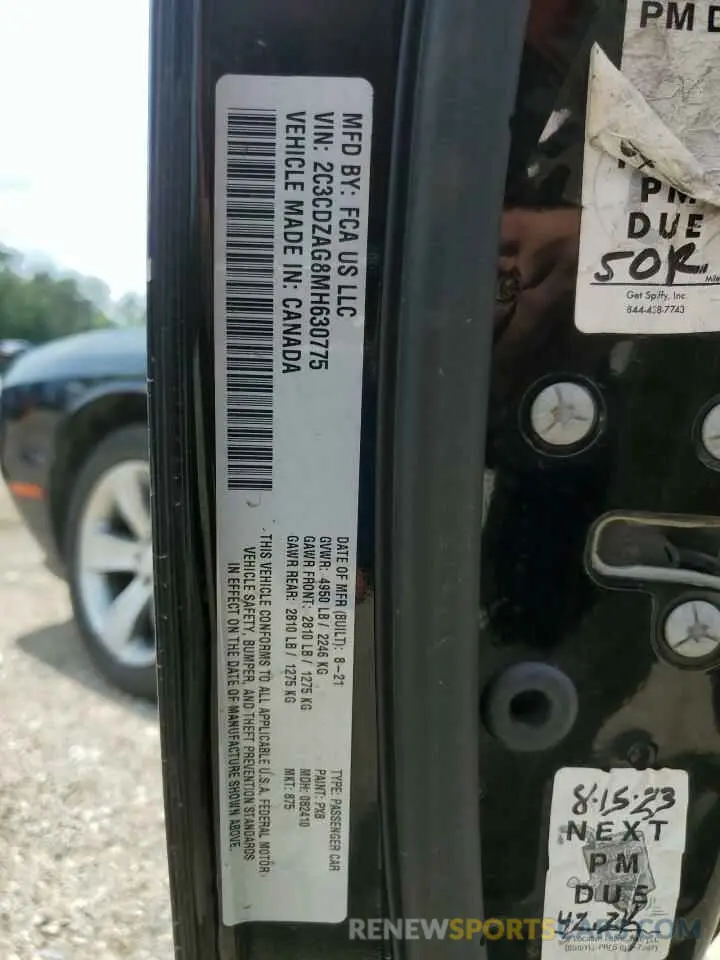 MFD BY: FCA US LLC
VIN: 2C3CDZAG8MH630775
VEHICLE MADE IN: CANADA
DATE OF MFR (BUILT): 8-21
GVWR: 4950 LB / 2246 KG
GAWR FRONT: 2810 LB / 1275 KG
GAWR REAR: 2810 LB / 1275 KG
TYPE: PASSENGER CAR
PAINT: PX8
MDH: 082410
MKT: 875
THIS VEHICLE CONFORMS TO ALL APPLICABLE U.S.A. FEDERAL MOTOR
VEHICLE SAFETY, BUMPER, AND THEFT PREVENTION STANDARDS
IN EFFECT ON THE DATE OF MANUFACTURE SHOWN ABOVE.
PM D
PM
DUE
50K
Get Spiffy, Inc.
844-438-7743
8-15-23
NEXT
PM
DUE
RENEWSPORTSCARS.COM